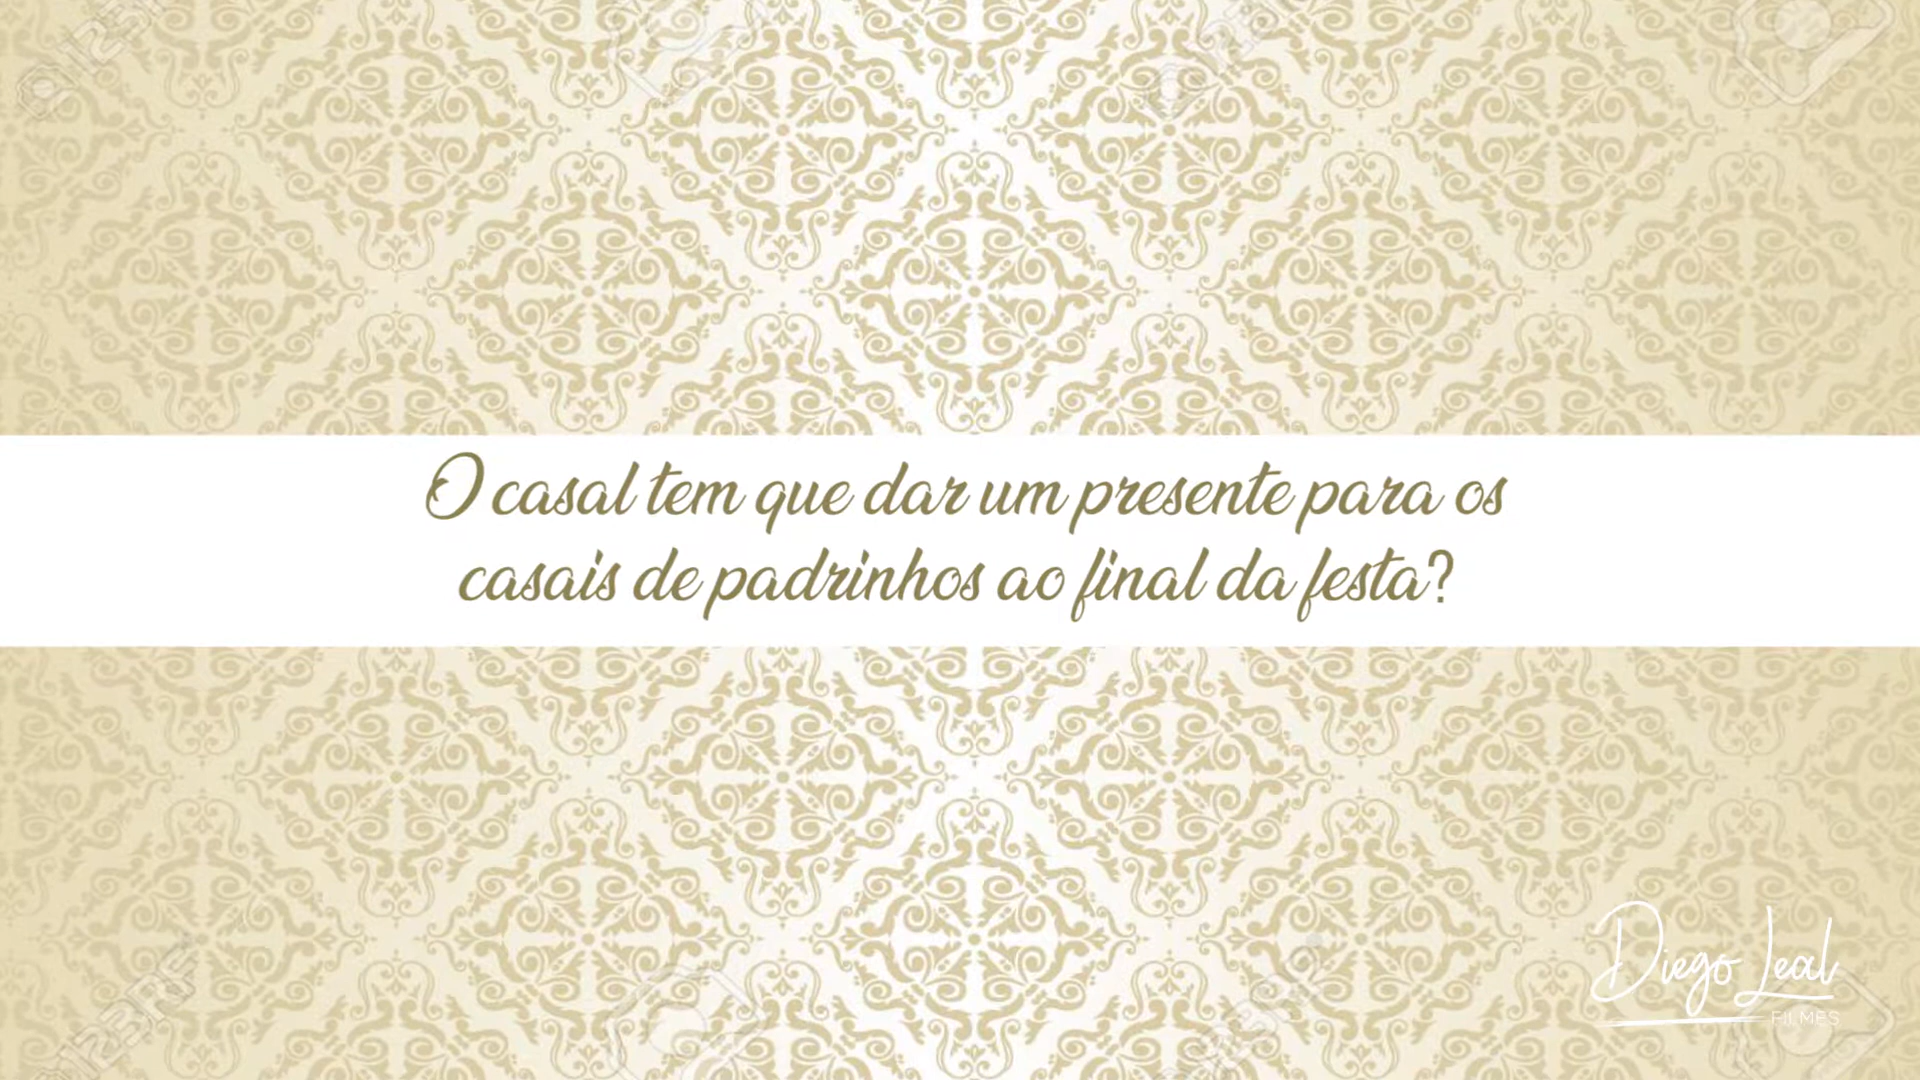 O casal tem que dar um presente para os
casais de padrinhos ao final da festa?
Diego Leal
FILMES